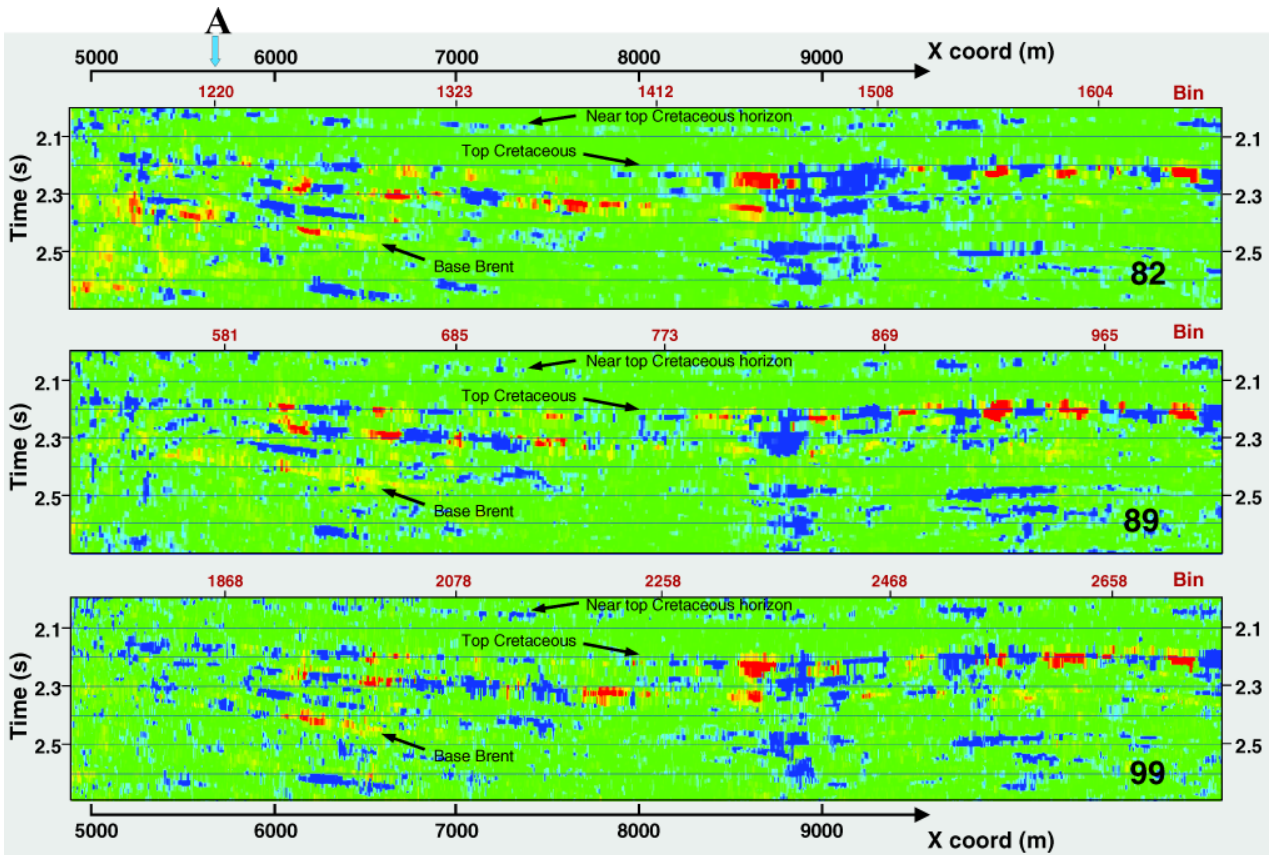 A
5000 6000 7000 8000 9000 X coord (m)
1220 1323 1412 1508 1604 Bin
Near top Cretaceous horizon
2.1 2.1
Top Cretaceous
2.3 2.3
Time (s)
2.5 2.5
Base Brent
82
581 685 773 869 965 Bin
Near top Cretaceous horizon
2.1 2.1
Top Cretaceous
2.3 2.3
Time (s)
2.5 2.5
Base Brent
89
1868 2078 2258 2468 2658 Bin
Near top Cretaceous horizon
2.1 2.1
Top Cretaceous
2.3 2.3
Time (s)
2.5 2.5
Base Brent
99
5000 6000 7000 8000 9000 X coord (m)